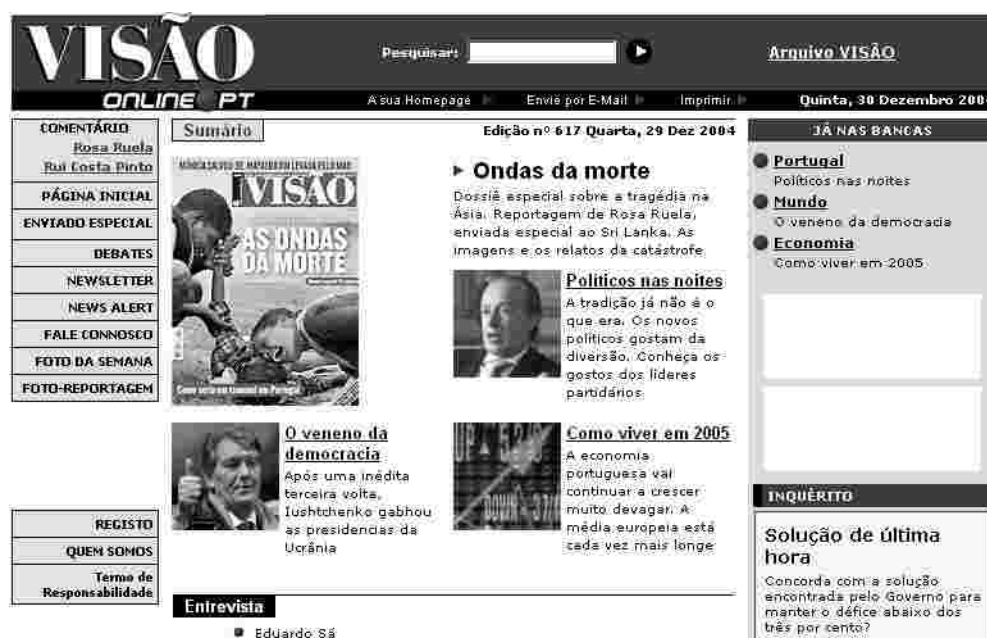 VISÃO
ONLINE PT
Pesquisar:
Arquivo VISÃO
A sua Homepage
Envie por E-Mail
Imprimir
Quinta, 30 Dezembro 200
COMENTÁRIO
Rosa Ruela
Rui Costa Pinto
PÁGINA INICIAL
ENVIADO ESPECIAL
DEBATES
NEWSLETTER
NEWS ALERT
FALE CONNOSCO
FOTO DA SEMANA
FOTO-REPORTAGEM
REGISTO
QUEM SOMOS
Termo de
Responsabilidade
Sumário
Edição nº 617 Quarta, 29 Dez 2004
VISÃO
AS ONDAS
DA MORTE
Ondas da morte
Dossiê especial sobre a tragédia na
Ásia. Reportagem de Rosa Ruela,
enviada especial ao Sri Lanka. As
imagens e os relatos da catástrofe
Políticos nas noites
A tradição já não é o
que era. Os novos
políticos gostam da
diversão. Conheça os
gostos dos líderes
partidários
O veneno da
democracia
Após uma inédita
terceira volta,
Iushtchenko gabhou
as presidencias da
Ucrânia
Como viver em 2005
A economia
portuguesa vai
continuar a crescer
muito devagar. A
média europeia está
cada vez mais longe
Entrevista
Eduardo Sá
JÁ NAS BANCAS
Portugal
Políticos nas noites
Mundo
O veneno da democracia
Economia
Como viver em 2005
INQUÉRITO
Solução de última
hora
Concorda com a solução
encontrada pelo Governo para
manter o défice abaixo dos
três por cento?